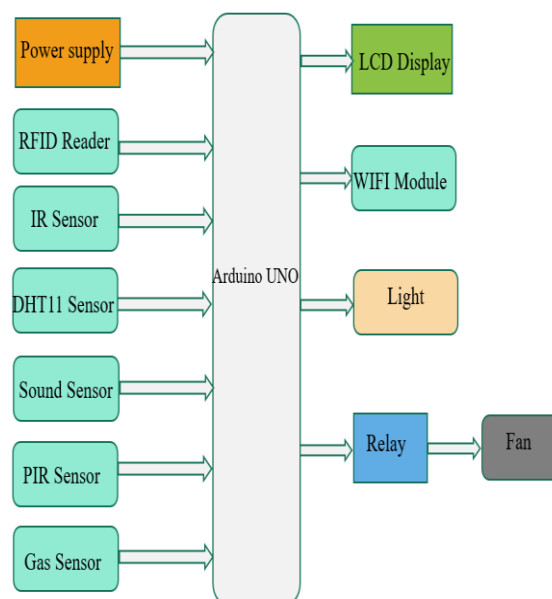 Power supply
RFID Reader
IR Sensor
DHT11 Sensor
Sound Sensor
PIR Sensor
Gas Sensor
Arduino UNO
LCD Display
WIFI Module
Light
Relay
Fan